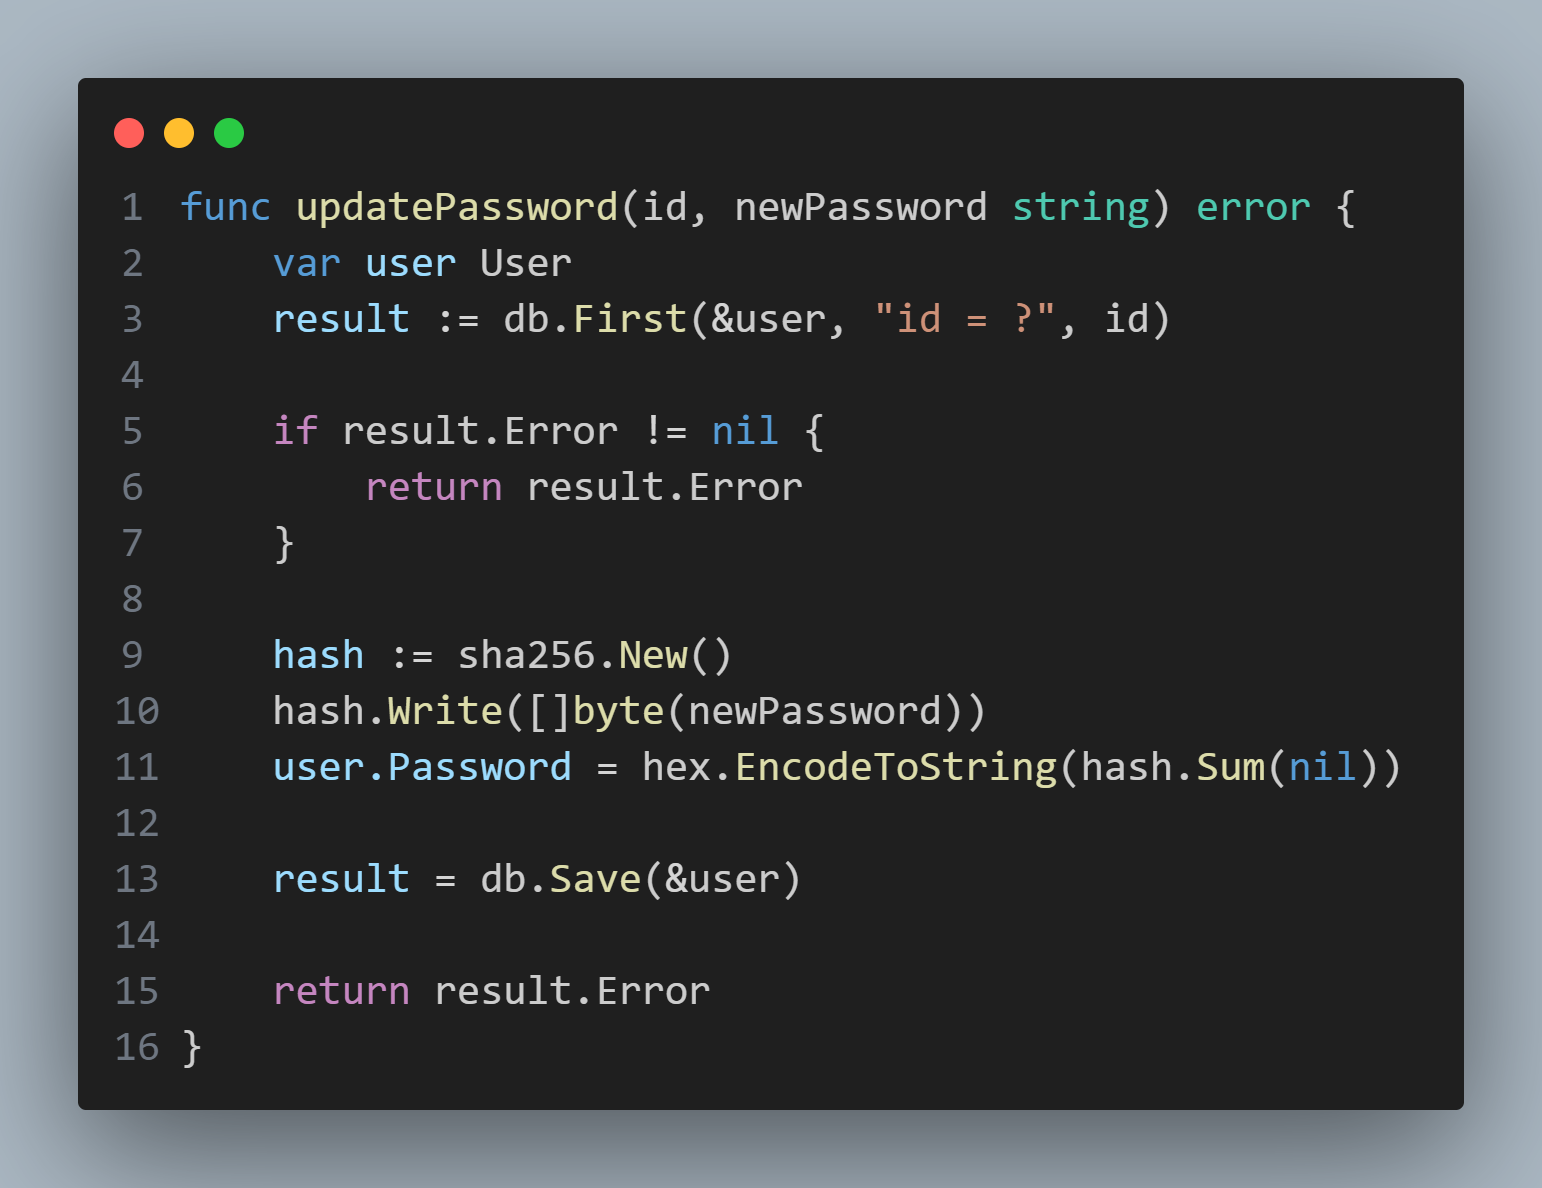 1 func updatePassword(id, newPassword string) error {
2     var user User
3     result := db.First(&user, "id = ?", id)
4
5     if result.Error != nil {
6         return result.Error
7     }
8
9     hash := sha256.New()
10     hash.Write([]byte(newPassword))
11     user.Password = hex.EncodeToString(hash.Sum(nil))
12
13     result = db.Save(&user)
14
15     return result.Error
16 }